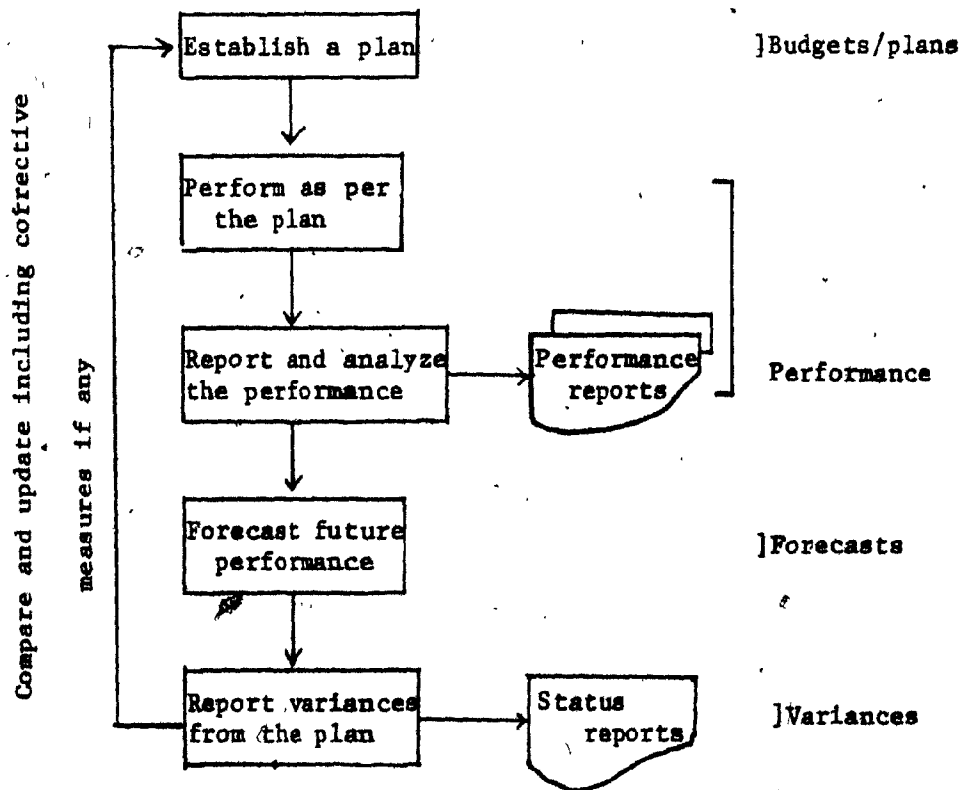 Establish a plan
]Budgets/plans
Perform as per
the plan
Report and analyze
the performance
Performance
reports
Performance
Forecast future
performance
]Forecasts
Report variances
from the plan
Status
reports
]Variances
Compare and update including corrective
measures if any